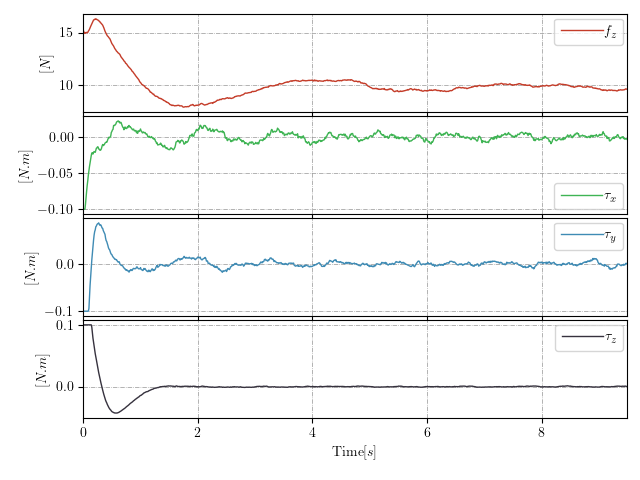 15
10
[N]
f_z
0.00
−0.05
−0.10
[N.m]
τ_x
0.0
−0.1
[N.m]
τ_y
0.1
0.0
[N.m]
τ_z
0 2 4 6 8
Time[s]